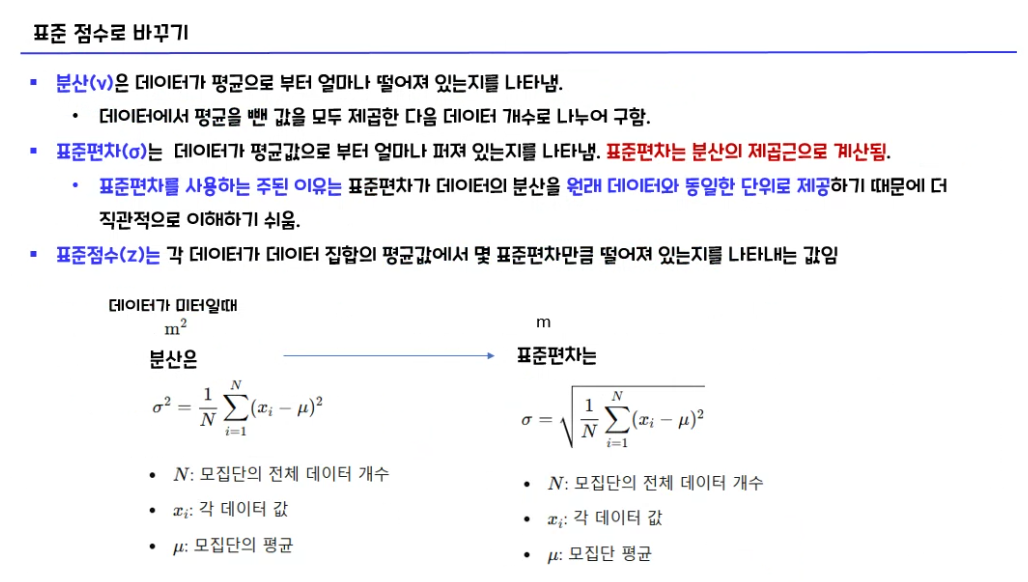 표준 점수로 바꾸기
▪ 분산(v)은 데이터가 평균으로 부터 얼마나 떨어져 있는지를 나타냄.
• 데이터에서 평균을 뺀 값을 모두 제곱한 다음 데이터 개수로 나누어 구함.
▪ 표준편차(σ)는 데이터가 평균값으로 부터 얼마나 퍼져 있는지를 나타냄. 표준편차는 분산의 제곱근으로 계산됨.
• 표준편차를 사용하는 주된 이유는 표준편차가 데이터의 분산을 원래 데이터와 동일한 단위로 제공하기 때문에 더
직관적으로 이해하기 쉬움.
▪ 표준점수(z)는 각 데이터가 데이터 집합의 평균값에서 몇 표준편차만큼 떨어져 있는지를 나타내는 값임
데이터가 미터일때
m²
분산은
σ² = 1/N ∑_{i=1}^{N} (x_i − μ)²
• N: 모집단의 전체 데이터 개수
• x_i: 각 데이터 값
• μ: 모집단의 평균
m
표준편차는
σ = √(1/N ∑_{i=1}^{N} (x_i − μ)²)
• N: 모집단의 전체 데이터 개수
• x_i: 각 데이터 값
• μ: 모집단 평균